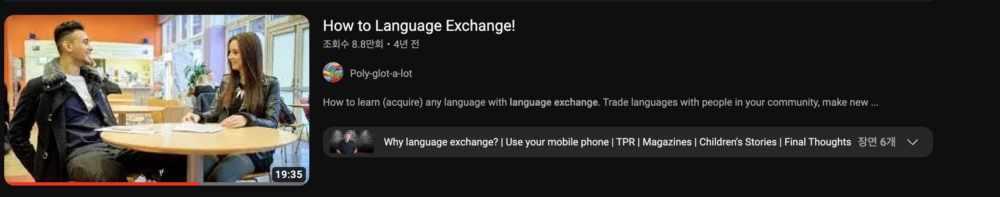 How to Language Exchange!
조회수 8.8만회 • 4년 전
Poly-glot-a-lot
How to learn (acquire) any language with language exchange. Trade languages with people in your community, make new ...
Why language exchange? | Use your mobile phone | TPR | Magazines | Children's Stories | Final Thoughts 장면 6개
19:35